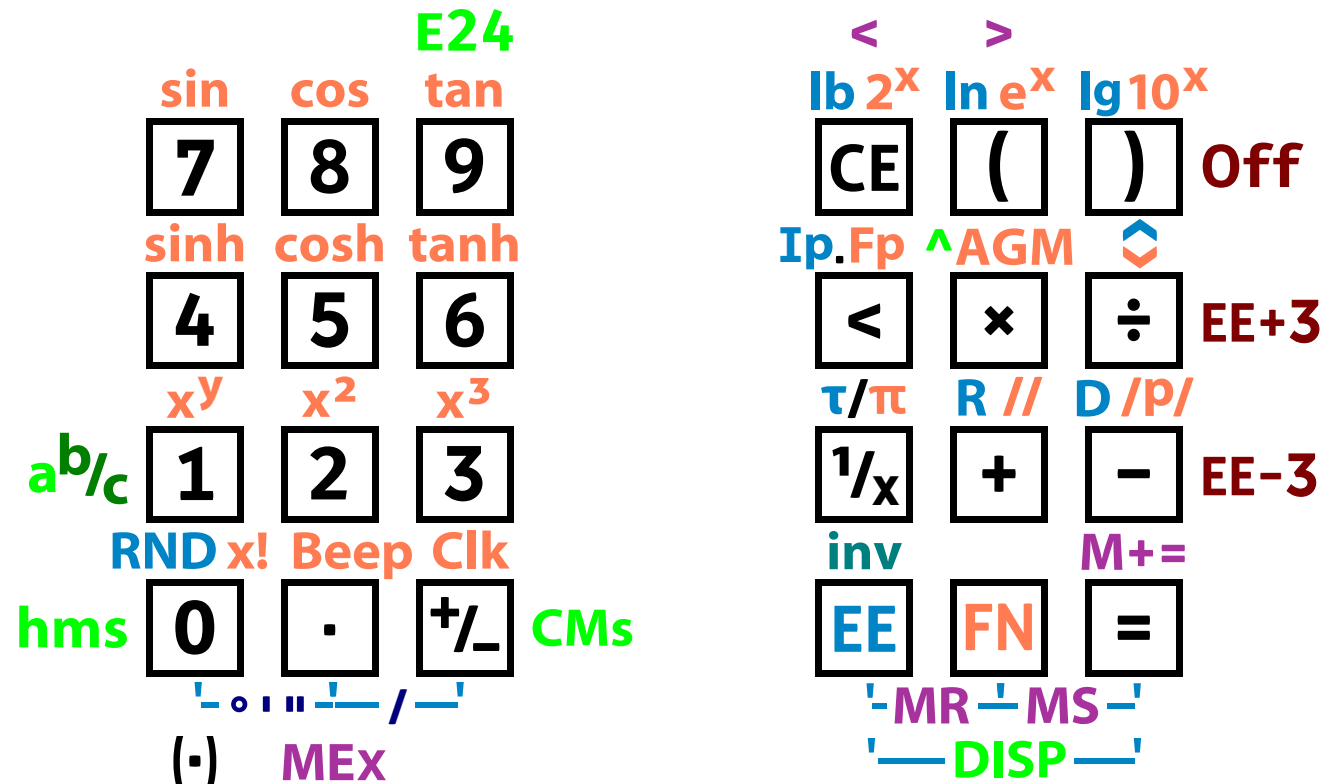 E24 < >
sin cos tan lb 2ˣ ln eˣ lg 10ˣ
7 8 9 CE ( ) Off
sinh cosh tanh Ip.Fp ^AGM
4 5 6 < × ÷ EE+3
xʸ x² x³ τ/π R // D /p/
a b/c 1 2 3 ¹/x + − EE−3
RND x! Beep Clk inv M+=
hms 0 · +/− CMs EE FN =
° ' " / MR MS
(·) MEx DISP